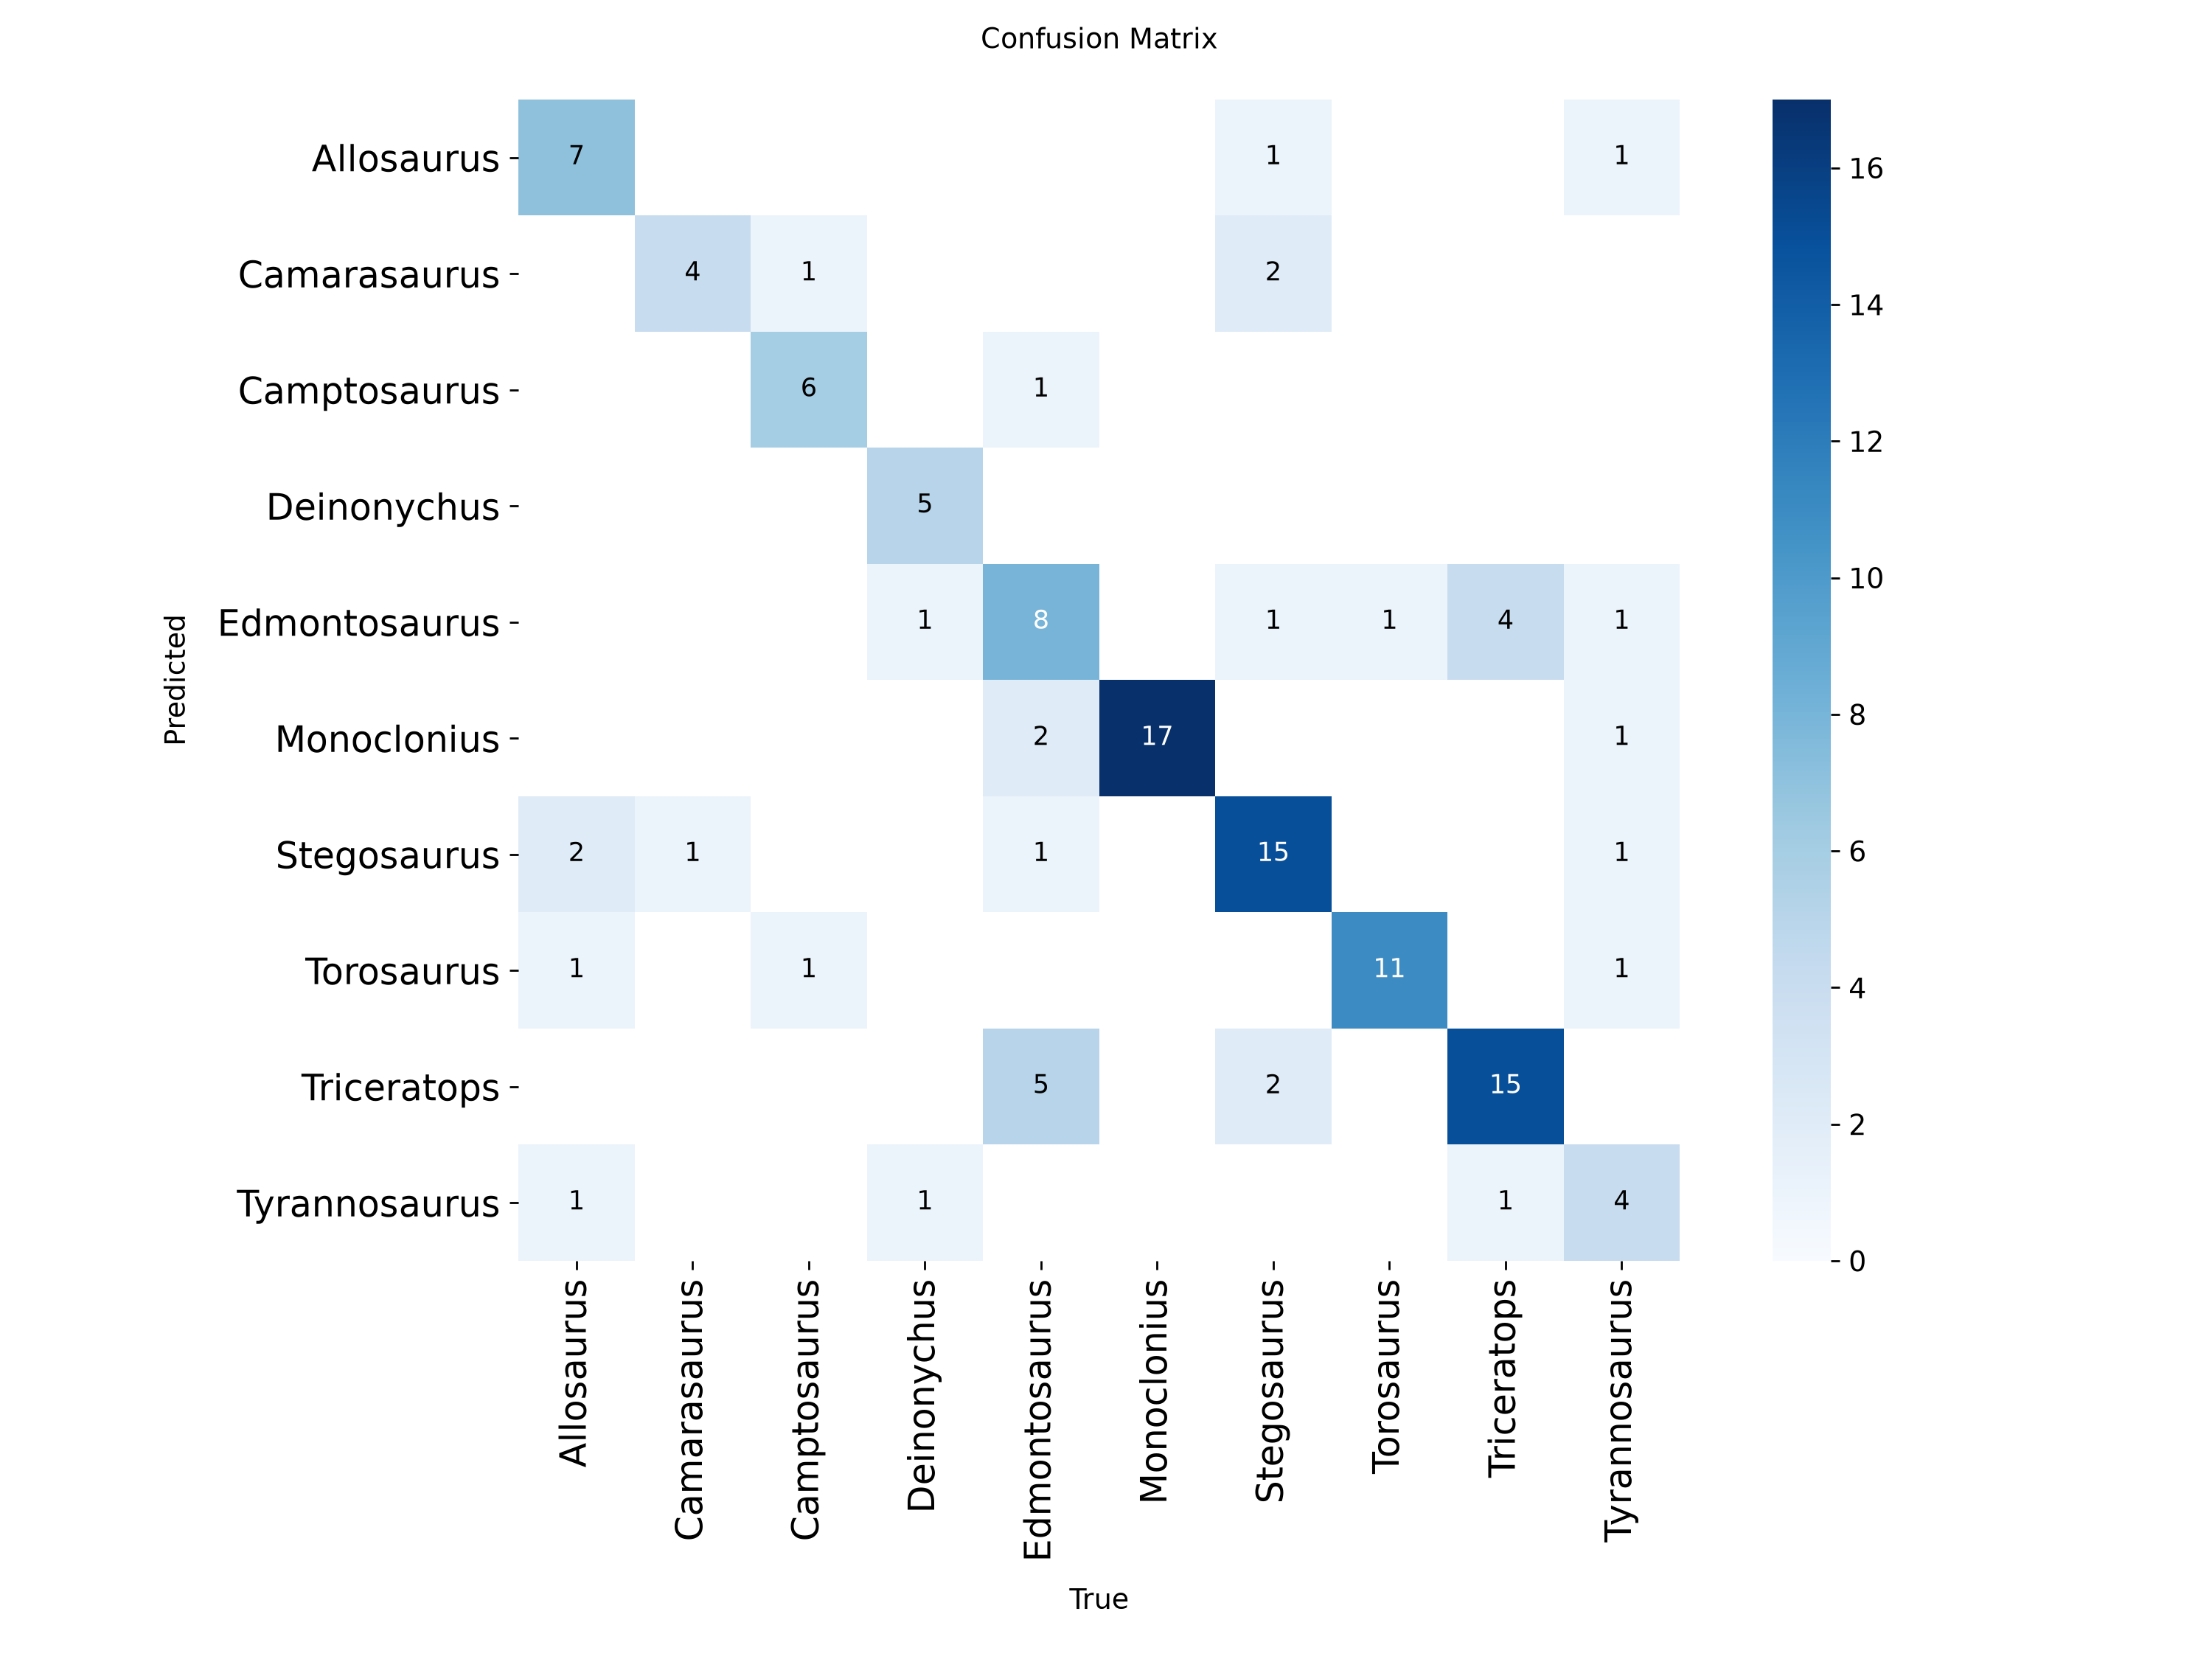 Confusion Matrix
Allosaurus 7 1 1
Camarasaurus 4 1 2
Camptosaurus 6 1
Deinonychus 5
Edmontosaurus 1 8 1 1 4 1
Monoclonius 2 17 1
Stegosaurus 2 1 1 15 1
Torosaurus 1 1 11 1
Triceratops 5 2 15
Tyrannosaurus 1 1 1 4
Predicted
Allosaurus
Camarasaurus
Camptosaurus
Deinonychus
Edmontosaurus
Monoclonius
Stegosaurus
Torosaurus
Triceratops
Tyrannosaurus
True
16
14
12
10
8
6
4
2
0